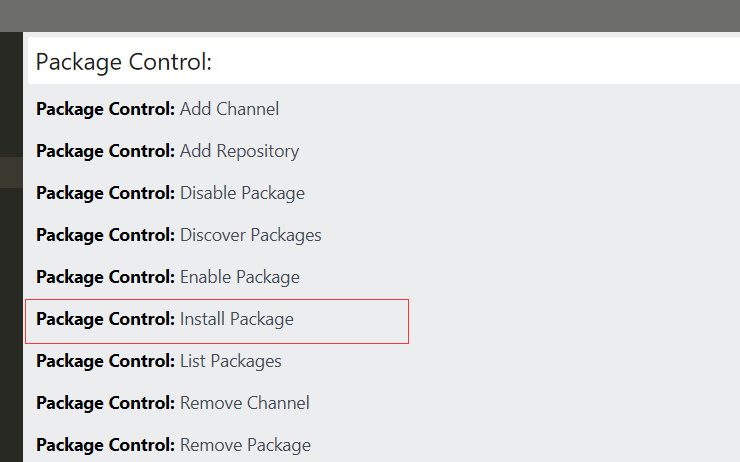 Package Control:
Package Control: Add Channel
Package Control: Add Repository
Package Control: Disable Package
Package Control: Discover Packages
Package Control: Enable Package
Package Control: Install Package
Package Control: List Packages
Package Control: Remove Channel
Package Control: Remove Package